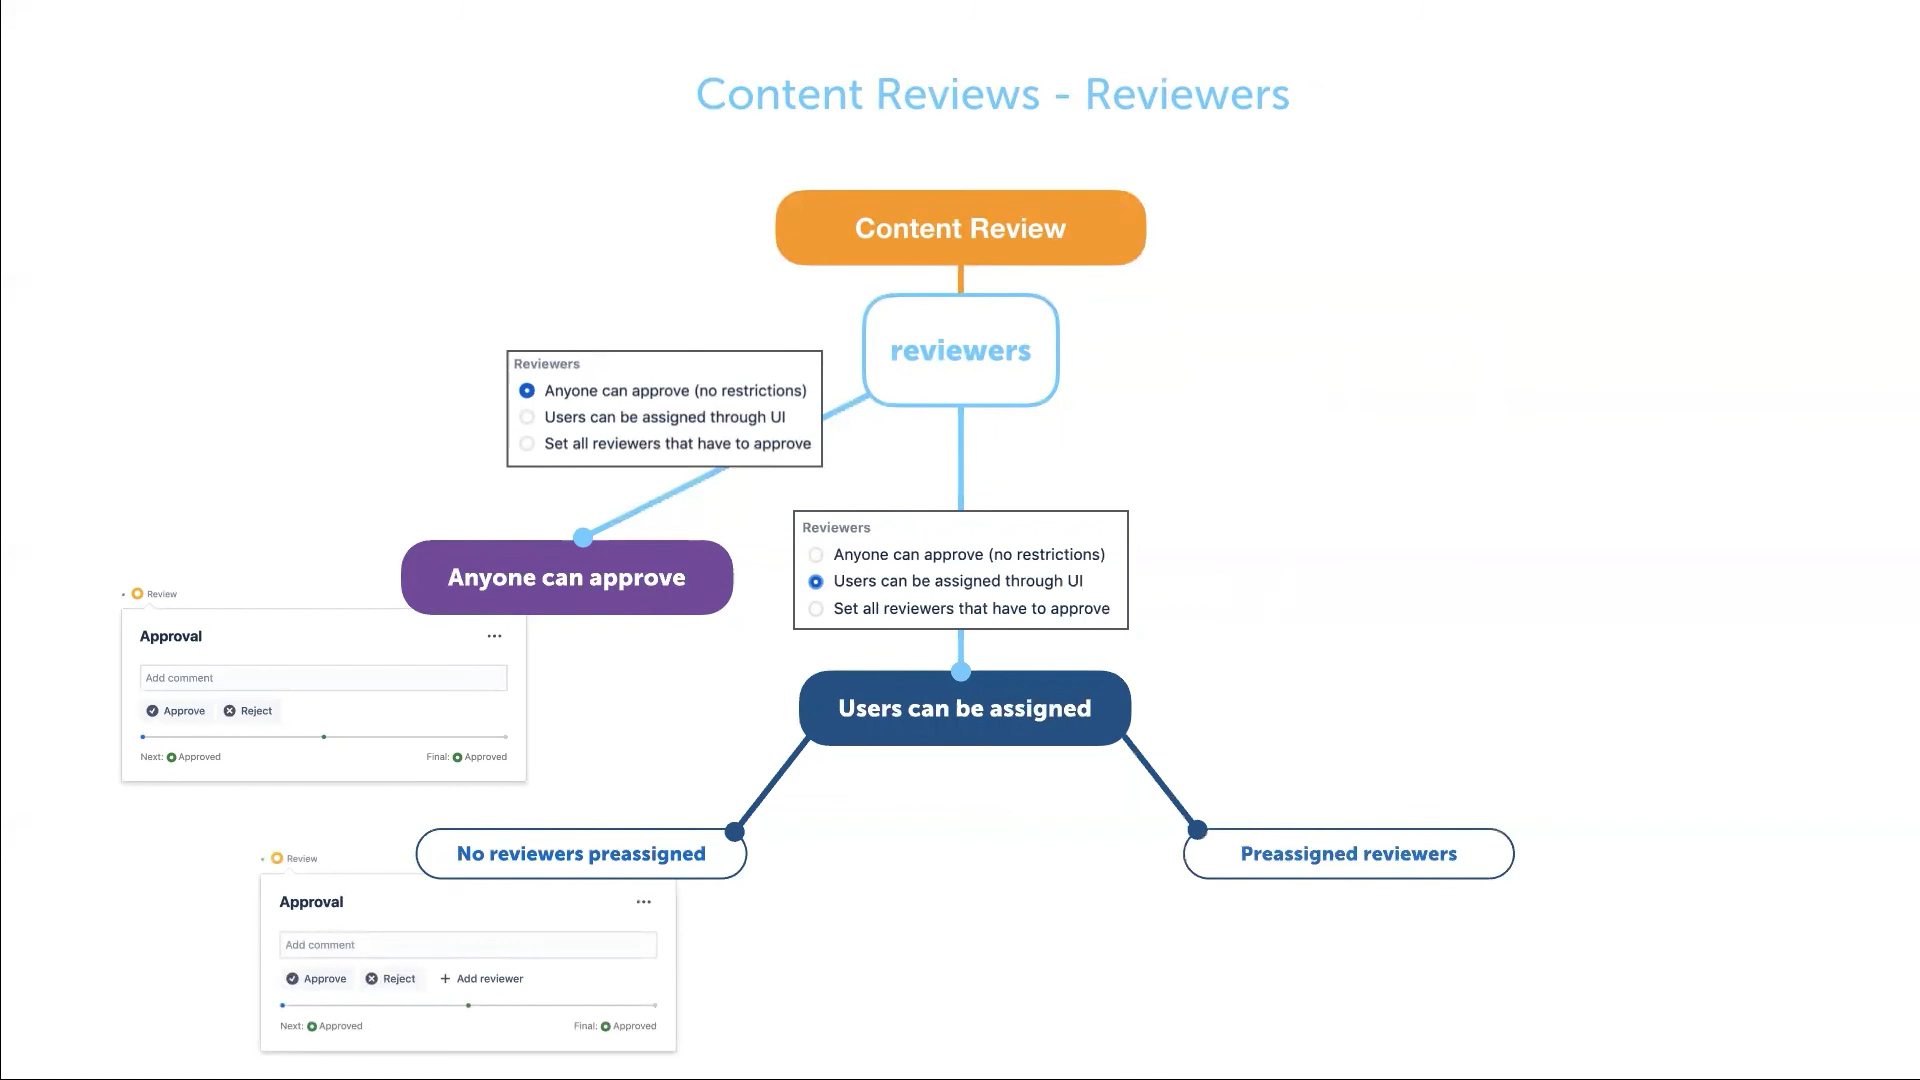 Content Reviews - Reviewers
Content Review
reviewers
Reviewers
Anyone can approve (no restrictions)
Users can be assigned through UI
Set all reviewers that have to approve
Reviewers
Anyone can approve (no restrictions)
Users can be assigned through UI
Set all reviewers that have to approve
Anyone can approve
Review
Approval
Add comment
Approve Reject
Next: Approved Final: Approved
Users can be assigned
No reviewers preassigned
Preassigned reviewers
Review
Approval
Add comment
Approve Reject + Add reviewer
Next: Approved Final: Approved